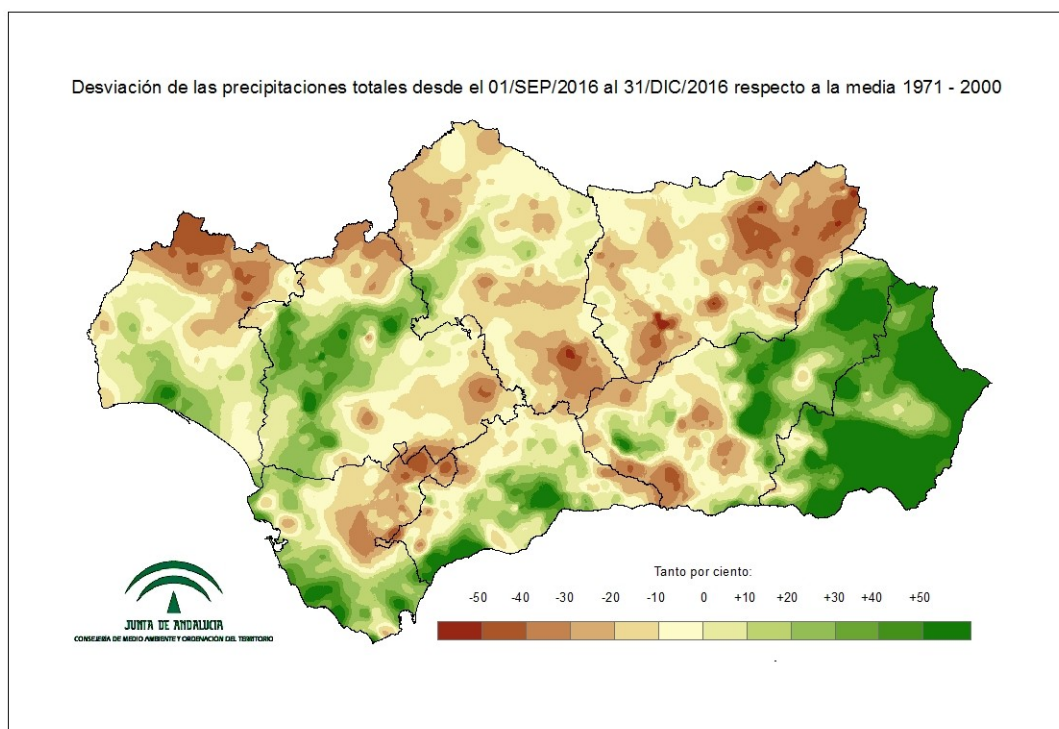 Desviación de las precipitaciones totales desde el 01/SEP/2016 al 31/DIC/2016 respecto a la media 1971 - 2000
Tanto por ciento:
-50 -40 -30 -20 -10 0 +10 +20 +30 +40 +50
JUNTA DE ANDALUCIA
CONSEJERÍA DE MEDIO AMBIENTE Y ORDENACIÓN DEL TERRITORIO